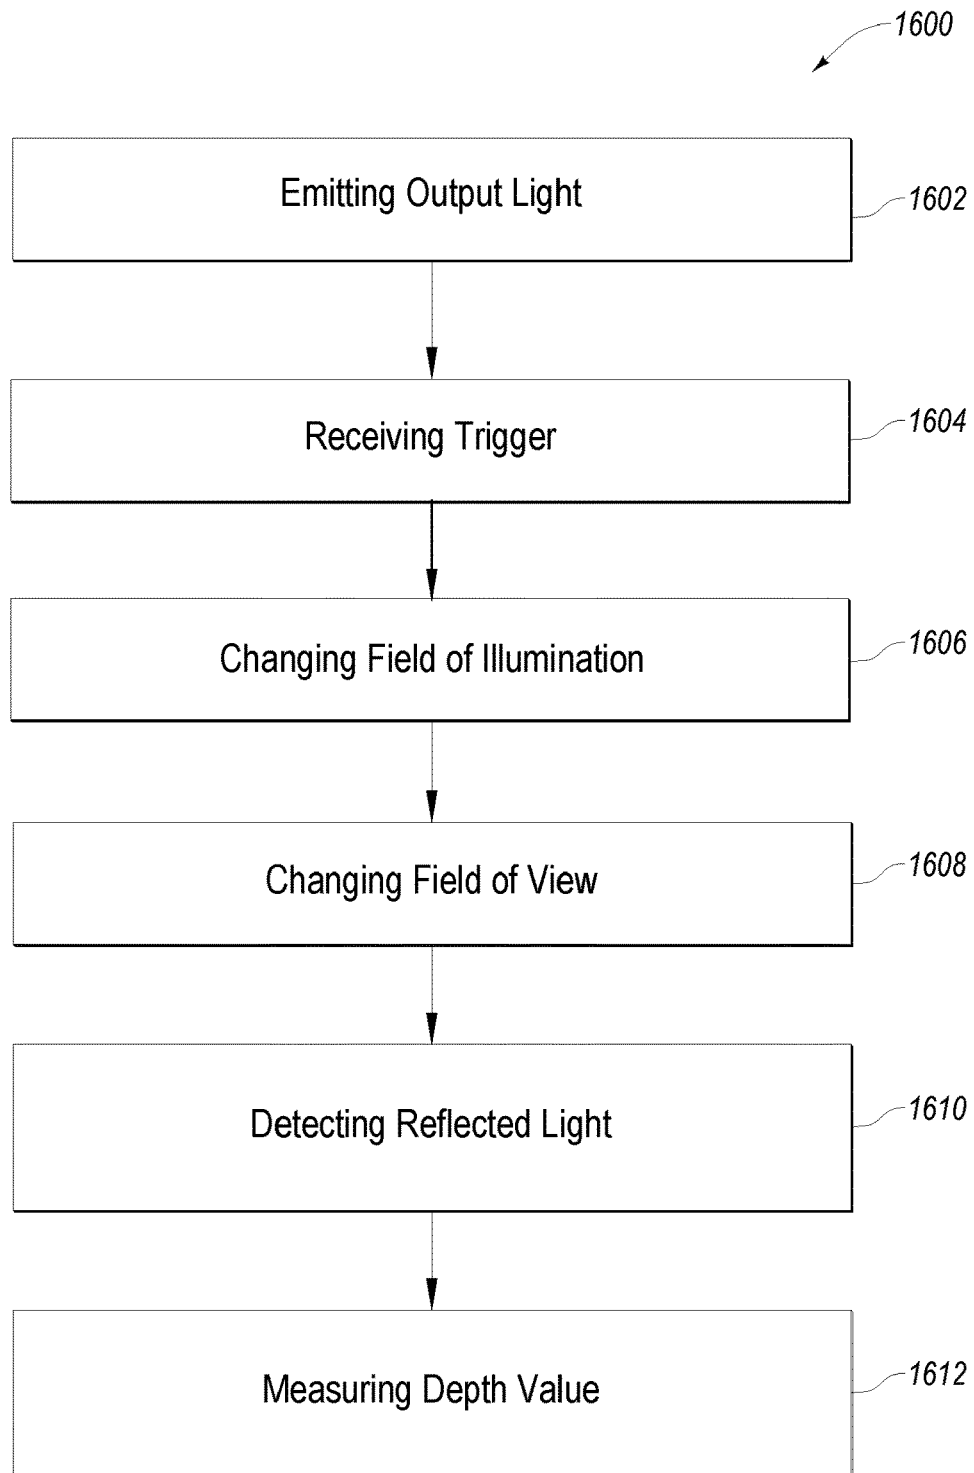 1600
Emitting Output Light
1602
Receiving Trigger
1604
Changing Field of Illumination
1606
Changing Field of View
1608
Detecting Reflected Light
1610
Measuring Depth Value
1612